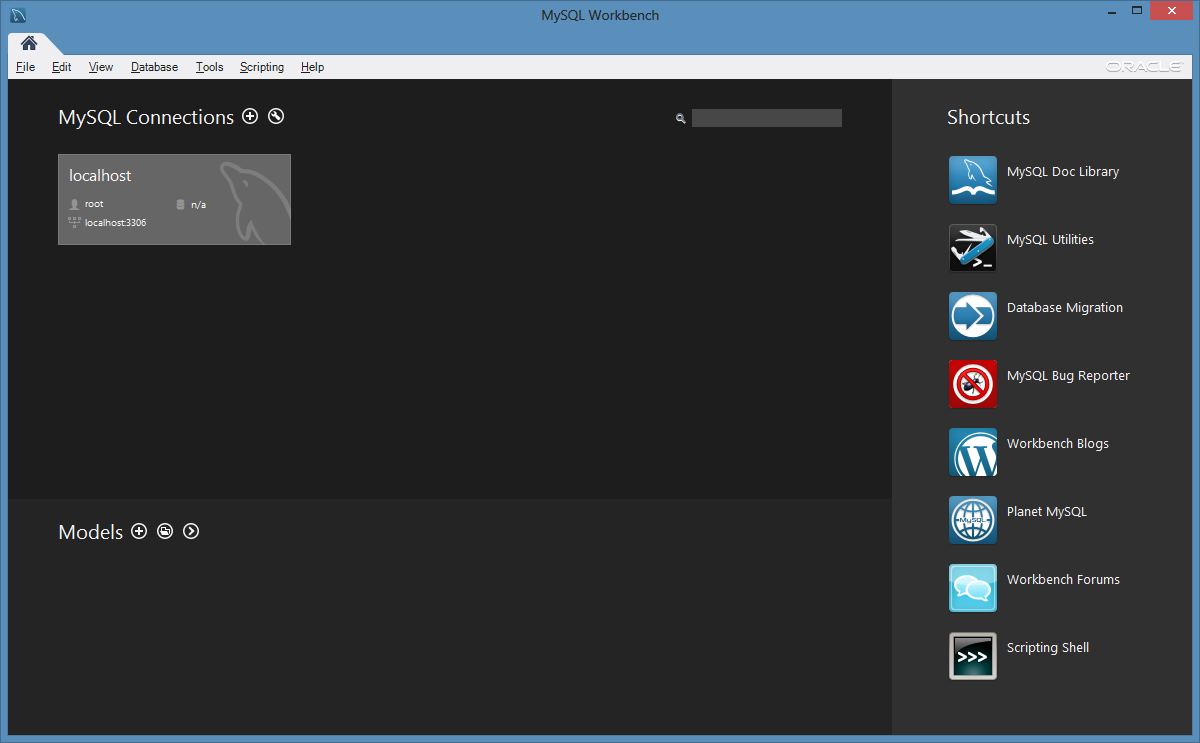 MySQL Workbench
File Edit View Database Tools Scripting Help
ORACLE
MySQL Connections
localhost
root
n/a
localhost:3306
Models
Shortcuts
MySQL Doc Library
MySQL Utilities
>_
Database Migration
MySQL Bug Reporter
W
Workbench Blogs
MySQL
Planet MySQL
Workbench Forums
>>>
Scripting Shell